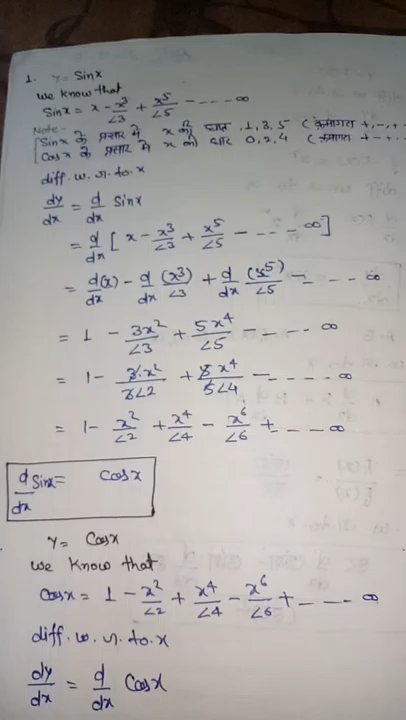 1. y = Sinx
we know that
Sinx = x - x³/∠3 + x⁵/∠5 - - - - ∞
Note:- Sinx के प्रसार में x की घात 1, 3, 5 (क्रमागत +, -, +
Cosx के प्रसार में x की घात 0, 2, 4 (क्रमागत + - +
diff. w. r. to. x
dy/dx = d/dx Sinx
= d/dx [x - x³/∠3 + x⁵/∠5 - - - - ∞]
= d(x)/dx - d/dx (x³)/∠3 + d/dx (x⁵)/∠5 - - - - ∞
= 1 - 3x²/∠3 + 5x⁴/∠5 - - - - ∞
= 1 - 3x²/3∠2 + 5x⁴/5∠4 - - - - - ∞
= 1 - x²/∠2 + x⁴/∠4 - x⁶/∠6 + - - - ∞
d/dx Sinx = Cosx
y = Cosx
we know that
Cosx = 1 - x²/∠2 + x⁴/∠4 - x⁶/∠6 + - - - ∞
diff. w. r. to. x
dy/dx = d/dx Cosx